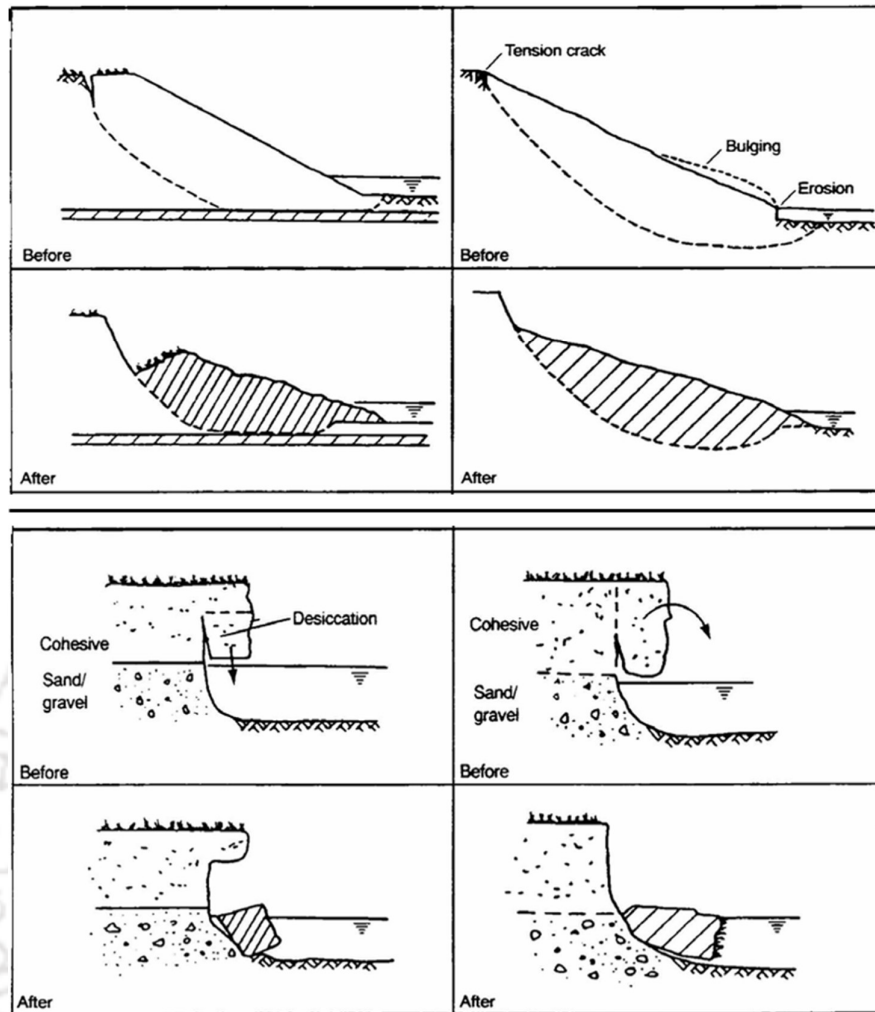 Tension crack
Bulging
Erosion
Before
Before
After
After
Desiccation
Cohesive
Sand/
gravel
Before
Cohesive
Sand/
gravel
Before
After
After